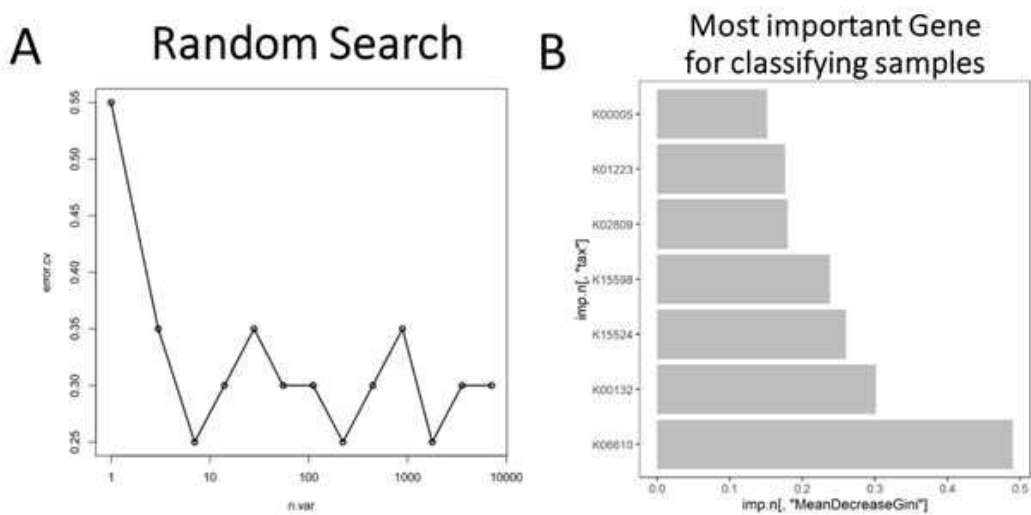 A
Random Search
error.cv
0.55
0.50
0.45
0.40
0.35
0.30
0.25
1
10
100
1000
10000
n.var
B
Most important Gene
for classifying samples
imp.n[, "tax"]
K00005
K01223
K02809
K15598
K15524
K00132
K06610
0.0
0.1
0.2
0.3
0.4
0.5
imp.n[, "MeanDecreaseGini"]